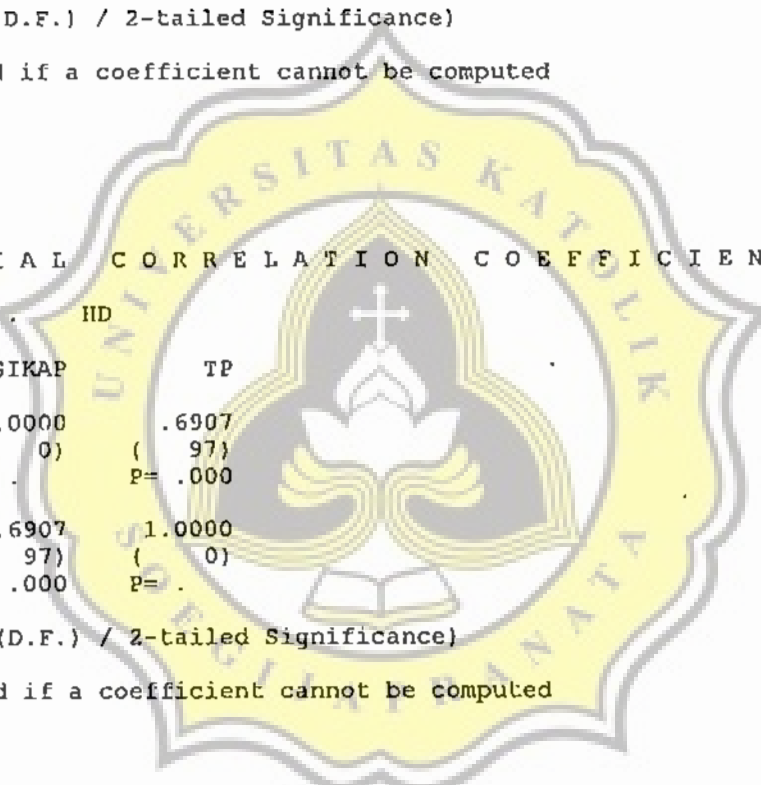 D.F.) / 2-tailed Significance)
if a coefficient cannot be computed
UNIVERSITAS KATOLIK
I A L C O R R E L A T I O N C O E F F I C I E N
. HD
IKAP TP
.0000 .6907
0) ( 97)
. P= .000
.6907 1.0000
97) ( 0)
.000 P= .
(D.F.) / 2-tailed Significance)
if a coefficient cannot be computed
SOEGIJAPRANATA